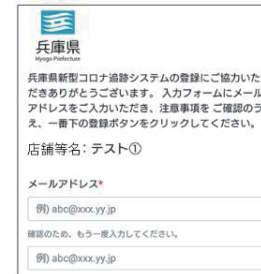 兵庫県
Hyogo Prefecture
兵庫県新型コロナ追跡システムの登録にご協力いた
だきありがとうございます。 入力フォームにメール
アドレスをご入力いただき、注意事項を ご確認のう
え、一番下の登録ボタンをクリックしてください。
店舗等名: テスト①
メールアドレス*
例) abc@xxx.yy.jp
確認のため、もう一度入力してください。
例) abc@xxx.yy.jp